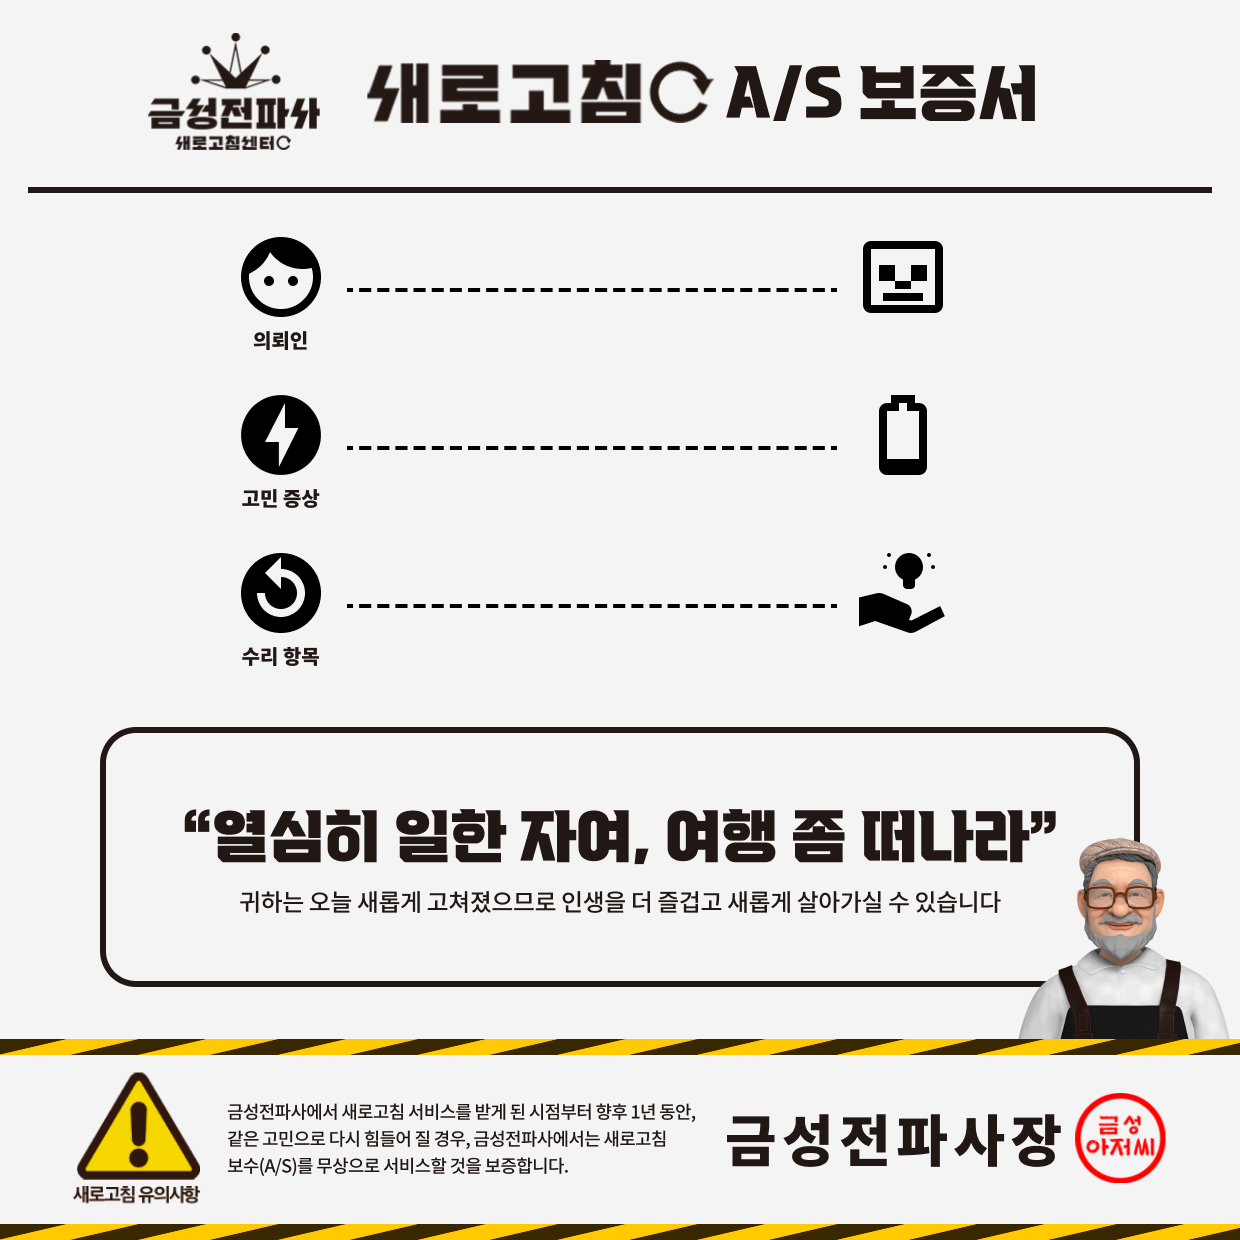 금성전파사
새로고침센터
새로고침 A/S 보증서
의뢰인
고민 증상
수리 항목
“열심히 일한 자여, 여행 좀 떠나라”
귀하는 오늘 새롭게 고쳐졌으므로 인생을 더 즐겁고 새롭게 살아가실 수 있습니다
새로고침 유의사항
금성전파사에서 새로고침 서비스를 받게 된 시점부터 향후 1년 동안,
같은 고민으로 다시 힘들어 질 경우, 금성전파사에서는 새로고침
보수(A/S)를 무상으로 서비스할 것을 보증합니다.
금성전파사장
금성
아저씨